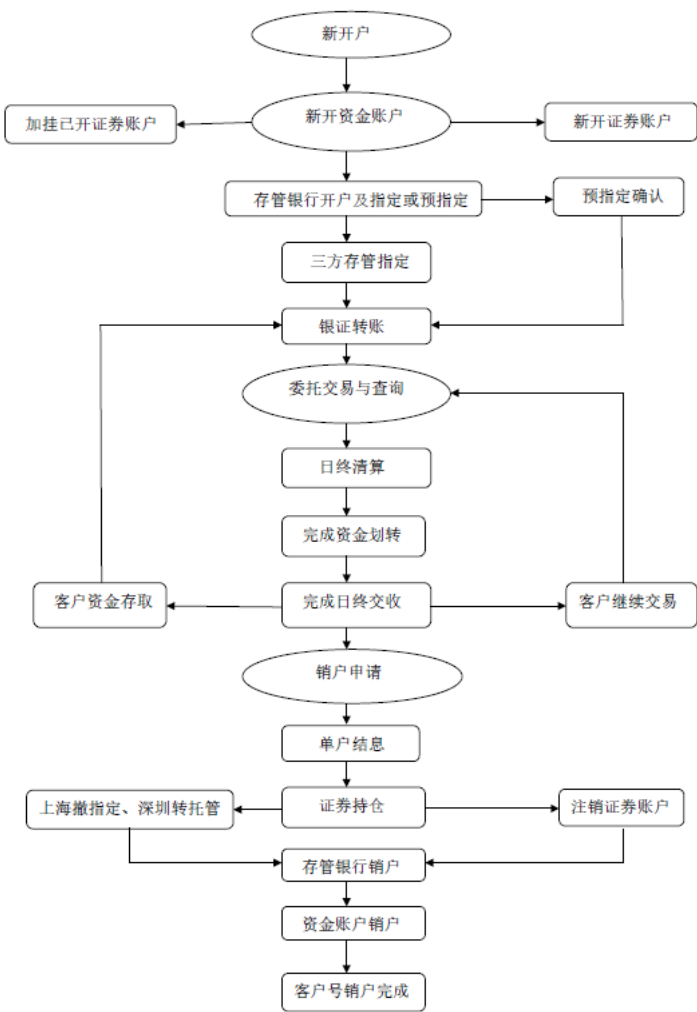 新开户
加挂已开证券账户
新开资金账户
新开证券账户
存管银行开户及指定或预指定
预指定确认
三方存管指定
银证转账
委托交易与查询
日终清算
完成资金划转
客户资金存取
完成日终交收
客户继续交易
销户申请
单户结息
上海撤指定、深圳转托管
证券持仓
注销证券账户
存管银行销户
资金账户销户
客户号销户完成